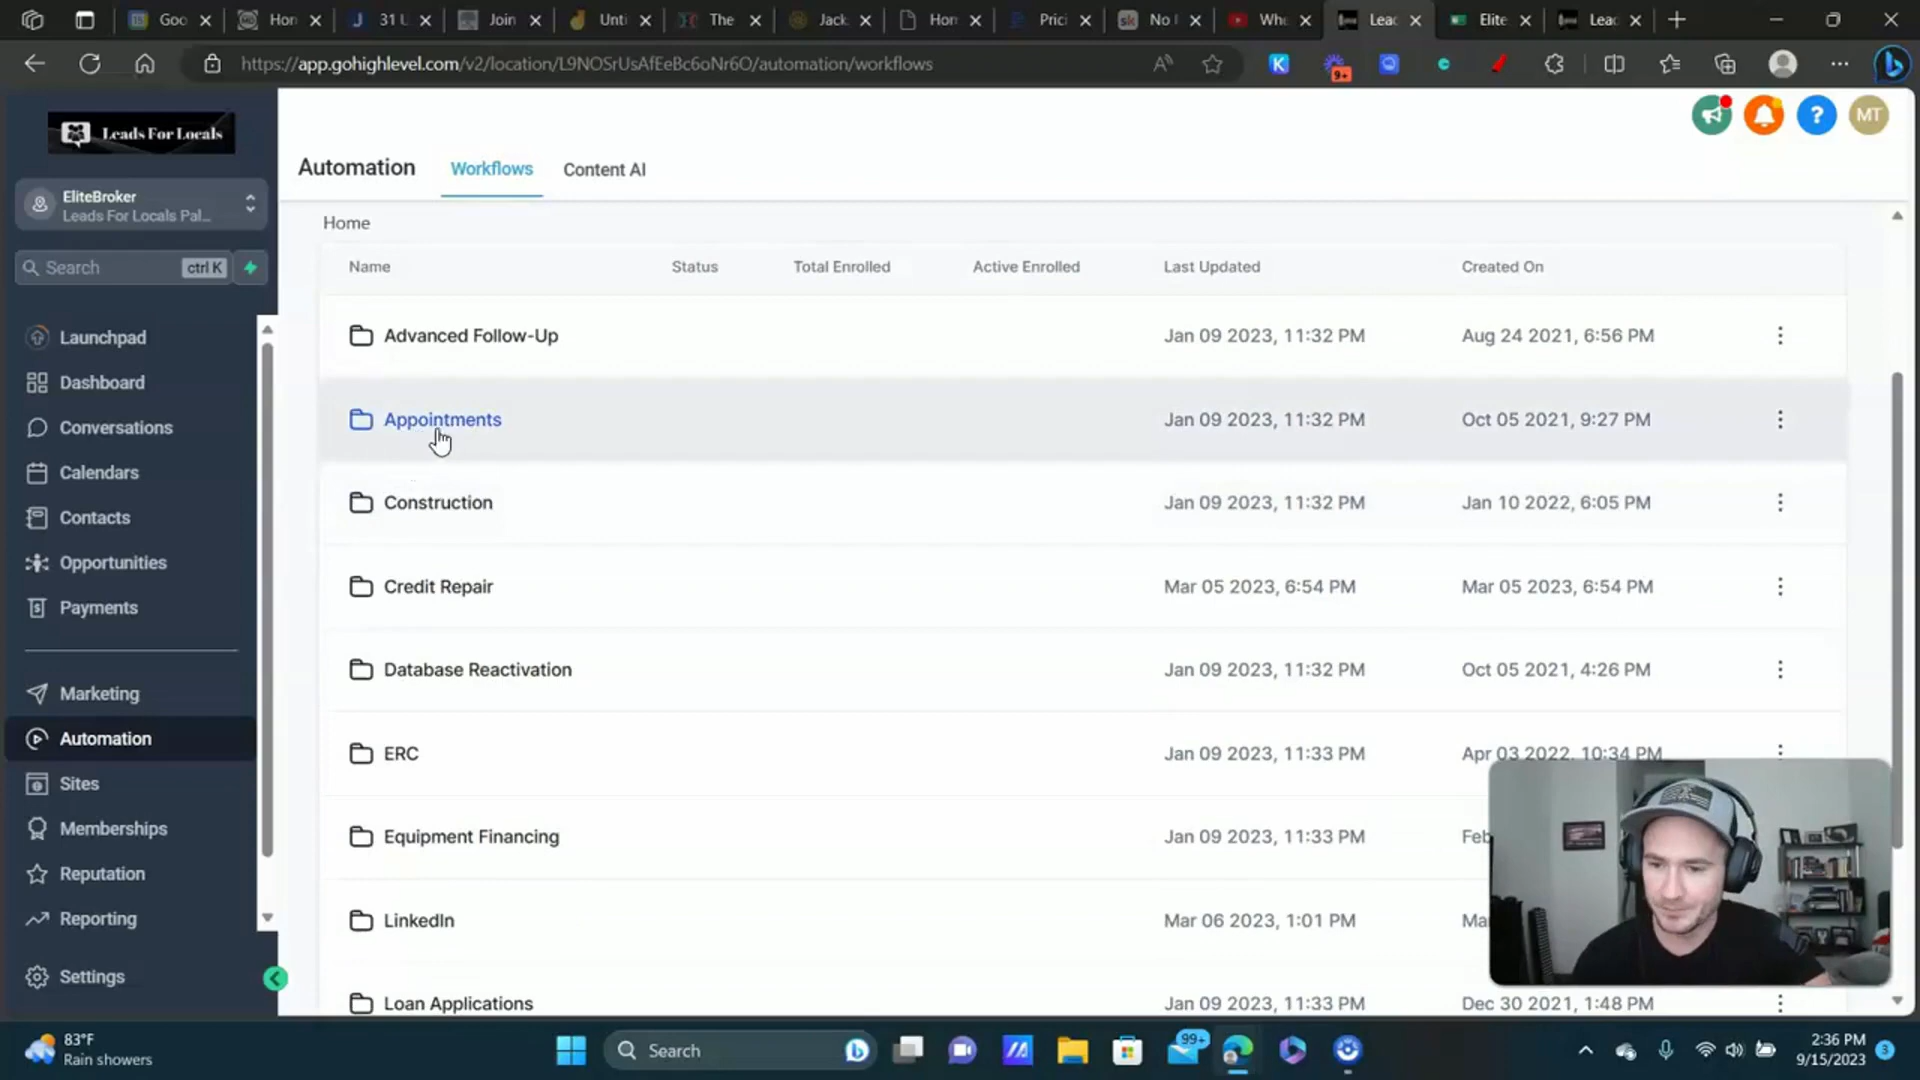 Goo
Hon
31 U
Join
Unti
The
Jack
Hon
Prici
sk
No I
Whe
Lead
Elite
Lead
https://app.gohighlevel.com/v2/location/L9NOSrUsAfEeBc6oNr6O/automation/workflows
K
9+
Leads For Locals
EliteBroker
Leads For Locals Pal...
Search ctrl K
Launchpad
Dashboard
Conversations
Calendars
Contacts
Opportunities
Payments
Marketing
Automation
Sites
Memberships
Reputation
Reporting
Settings
MT
Automation Workflows Content AI
Home
Name Status Total Enrolled Active Enrolled Last Updated Created On
Advanced Follow-Up Jan 09 2023, 11:32 PM Aug 24 2021, 6:56 PM
Appointments Jan 09 2023, 11:32 PM Oct 05 2021, 9:27 PM
Construction Jan 09 2023, 11:32 PM Jan 10 2022, 6:05 PM
Credit Repair Mar 05 2023, 6:54 PM Mar 05 2023, 6:54 PM
Database Reactivation Jan 09 2023, 11:32 PM Oct 05 2021, 4:26 PM
ERC Jan 09 2023, 11:33 PM Apr 03 2022, 10:34 PM
Equipment Financing Jan 09 2023, 11:33 PM Feb
LinkedIn Mar 06 2023, 1:01 PM Ma
Loan Applications Jan 09 2023, 11:33 PM Dec 30 2021, 1:48 PM
83°F
Rain showers
Search
99+
2:36 PM
9/15/2023
3